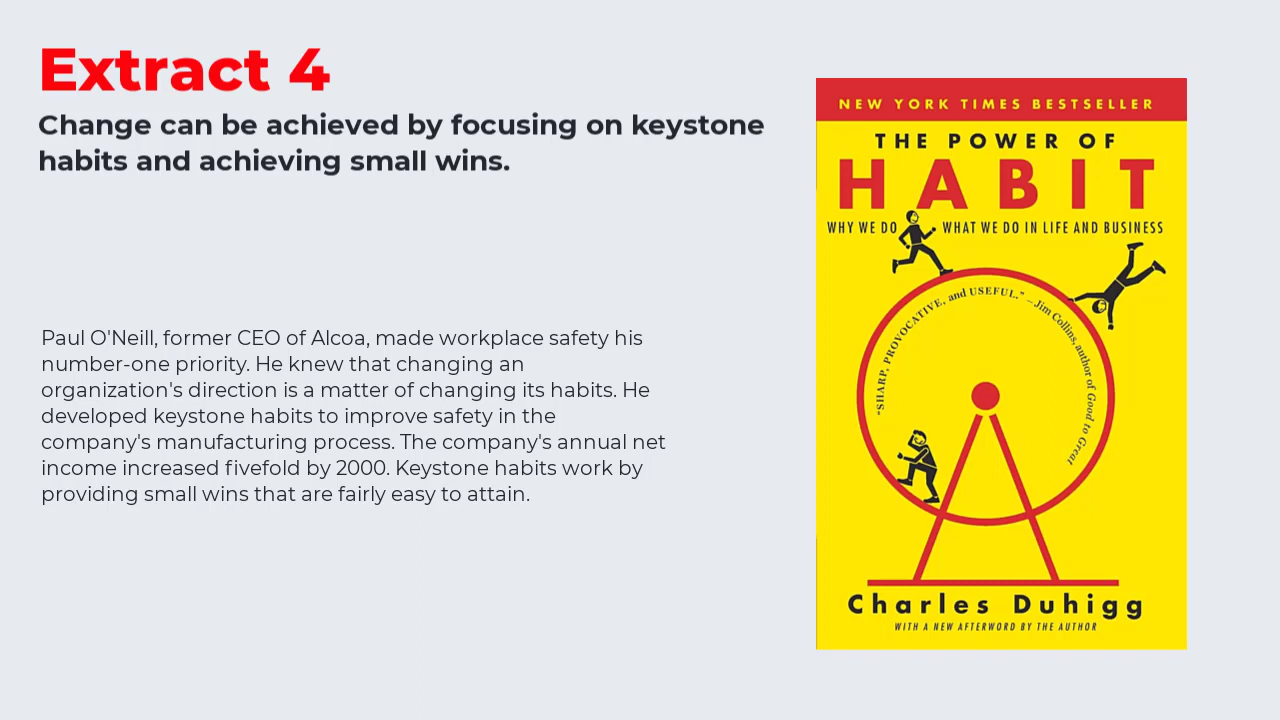 Extract 4
Change can be achieved by focusing on keystone
habits and achieving small wins.
Paul O'Neill, former CEO of Alcoa, made workplace safety his
number-one priority. He knew that changing an
organization's direction is a matter of changing its habits. He
developed keystone habits to improve safety in the
company's manufacturing process. The company's annual net
income increased fivefold by 2000. Keystone habits work by
providing small wins that are fairly easy to attain.
NEW YORK TIMES BESTSELLER
THE POWER OF
HABIT
WHY WE DO WHAT WE DO IN LIFE AND BUSINESS
"SHARP, PROVOCATIVE, and USEFUL." —Jim Collins, author of Good to Great
Charles Duhigg
WITH A NEW AFTERWORD BY THE AUTHOR